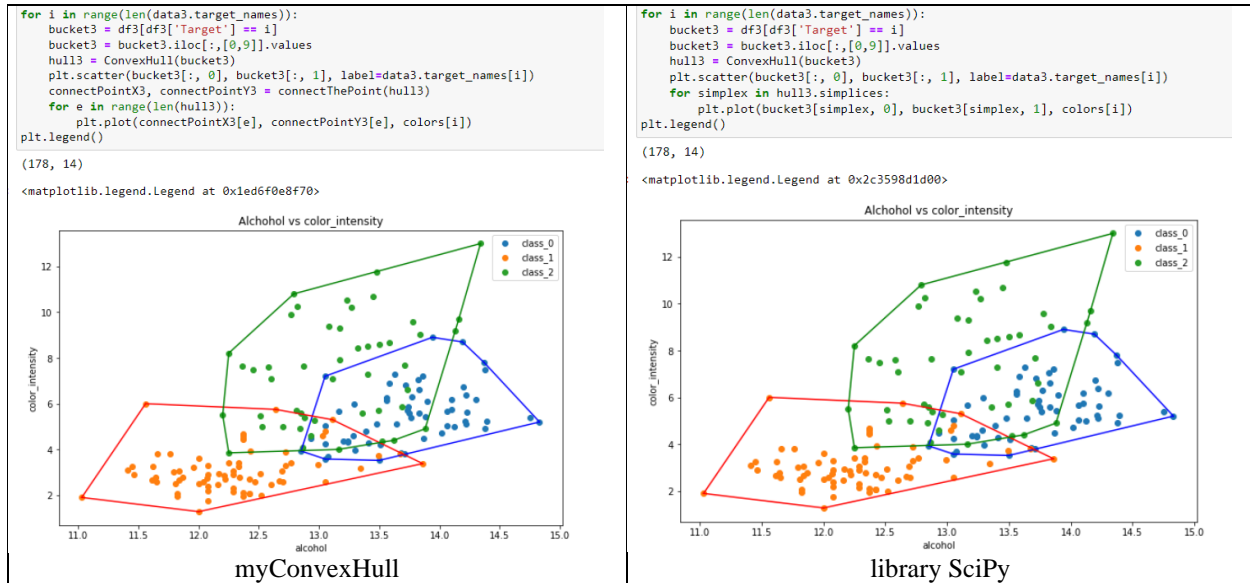 for i in range(len(data3.target_names)):
    bucket3 = df3[df3['Target'] == i]
    bucket3 = bucket3.iloc[:,[0,9]].values
    hull3 = ConvexHull(bucket3)
    plt.scatter(bucket3[:, 0], bucket3[:, 1], label=data3.target_names[i])
    connectPointX3, connectPointY3 = connectThePoint(hull3)
    for e in range(len(hull3)):
        plt.plot(connectPointX3[e], connectPointY3[e], colors[i])
plt.legend()
(178, 14)
<matplotlib.legend.Legend at 0x1ed6f0e8f70>
Alchohol vs color_intensity
class_0
class_1
class_2
12
10
8
6
4
2
color_intensity
11.0 11.5 12.0 12.5 13.0 13.5 14.0 14.5 15.0
alcohol
myConvexHull
for i in range(len(data3.target_names)):
    bucket3 = df3[df3['Target'] == i]
    bucket3 = bucket3.iloc[:,[0,9]].values
    hull3 = ConvexHull(bucket3)
    plt.scatter(bucket3[:, 0], bucket3[:, 1], label=data3.target_names[i])
    for simplex in hull3.simplices:
        plt.plot(bucket3[simplex, 0], bucket3[simplex, 1], colors[i])
plt.legend()
(178, 14)
: <matplotlib.legend.Legend at 0x2c3598d1d00>
Alchohol vs color_intensity
class_0
class_1
class_2
12
10
8
6
4
2
color_intensity
11.0 11.5 12.0 12.5 13.0 13.5 14.0 14.5 15.0
alcohol
library SciPy